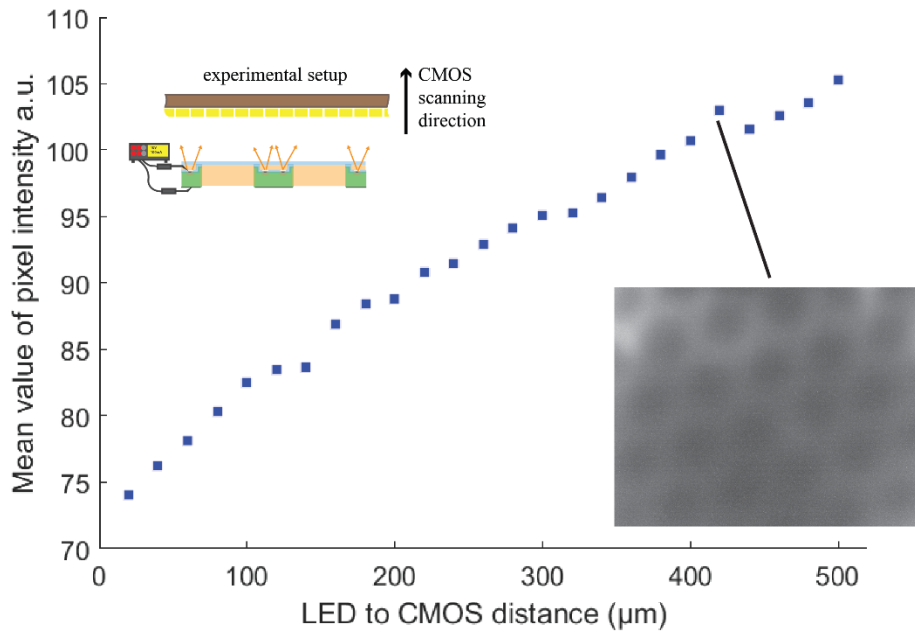 110
105
100
95
90
85
80
75
70
Mean value of pixel intensity a.u.
experimental setup
CMOS
scanning
direction
0
100
200
300
400
500
LED to CMOS distance (μm)